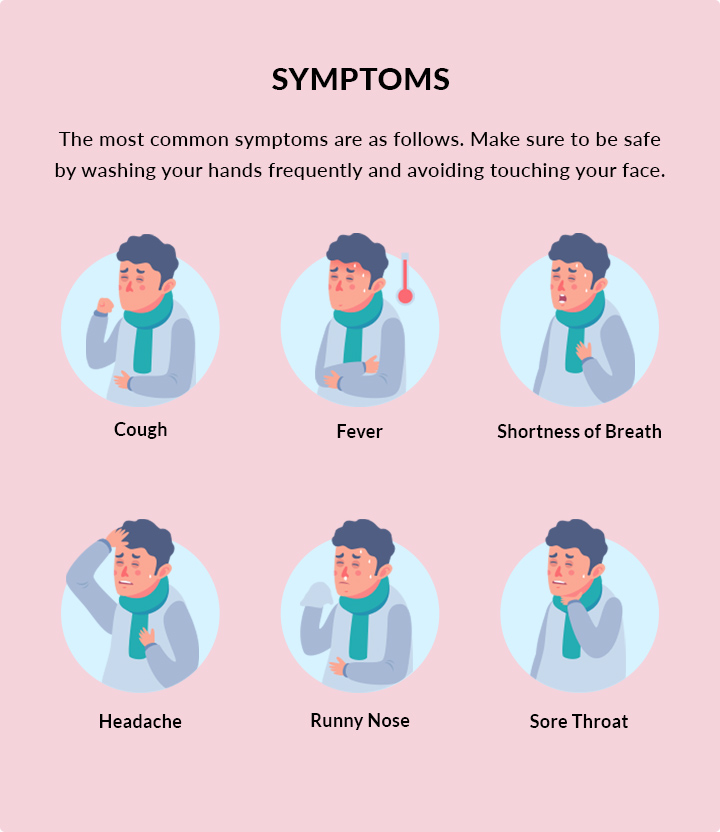 SYMPTOMS
The most common symptoms are as follows. Make sure to be safe
by washing your hands frequently and avoiding touching your face.
Cough
Fever
Shortness of Breath
Headache
Runny Nose
Sore Throat